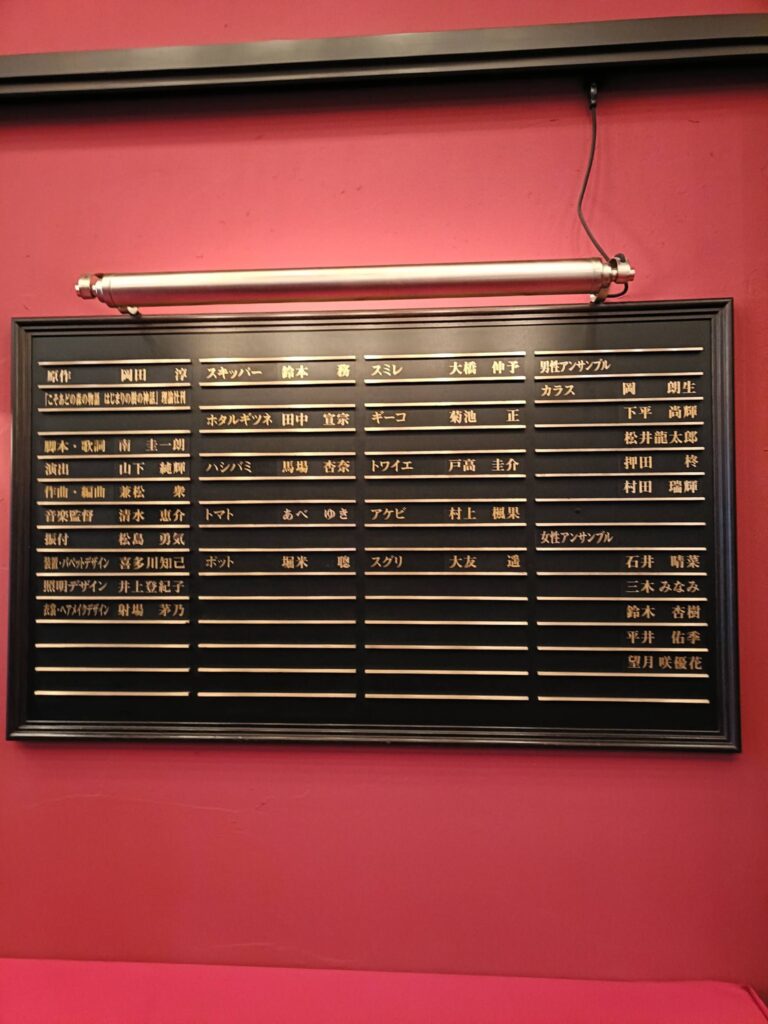 原作 岡田 淳
「こそあどの森の物語 はじまりの樹の神話」理論社刊
脚本・歌詞 南 圭一朗
演出 山下 純輝
作曲・編曲 兼松 衆
音楽監督 清水 恵介
振付 松島 勇気
装置・パペットデザイン 喜多川知己
照明デザイン 井上登紀子
衣裳・ヘアメイクデザイン 射場 茅乃
スキッパー 鈴木 務
ホタルギツネ 田中 宣宗
ハシバミ 馬場 杏奈
トマト あべ ゆき
ポット 堀米 聰
スミレ 大橋 伸予
ギーコ 菊池 正
トワイエ 戸高 圭介
アケビ 村上 楓果
スグリ 大友 遥
男性アンサンブル
カラス 岡 朗生
下平 尚輝
松井龍太郎
押田 柊
村田 瑞輝
女性アンサンブル
石井 晴菜
三木 みなみ
鈴木 杏樹
平井 佑季
望月 咲優花